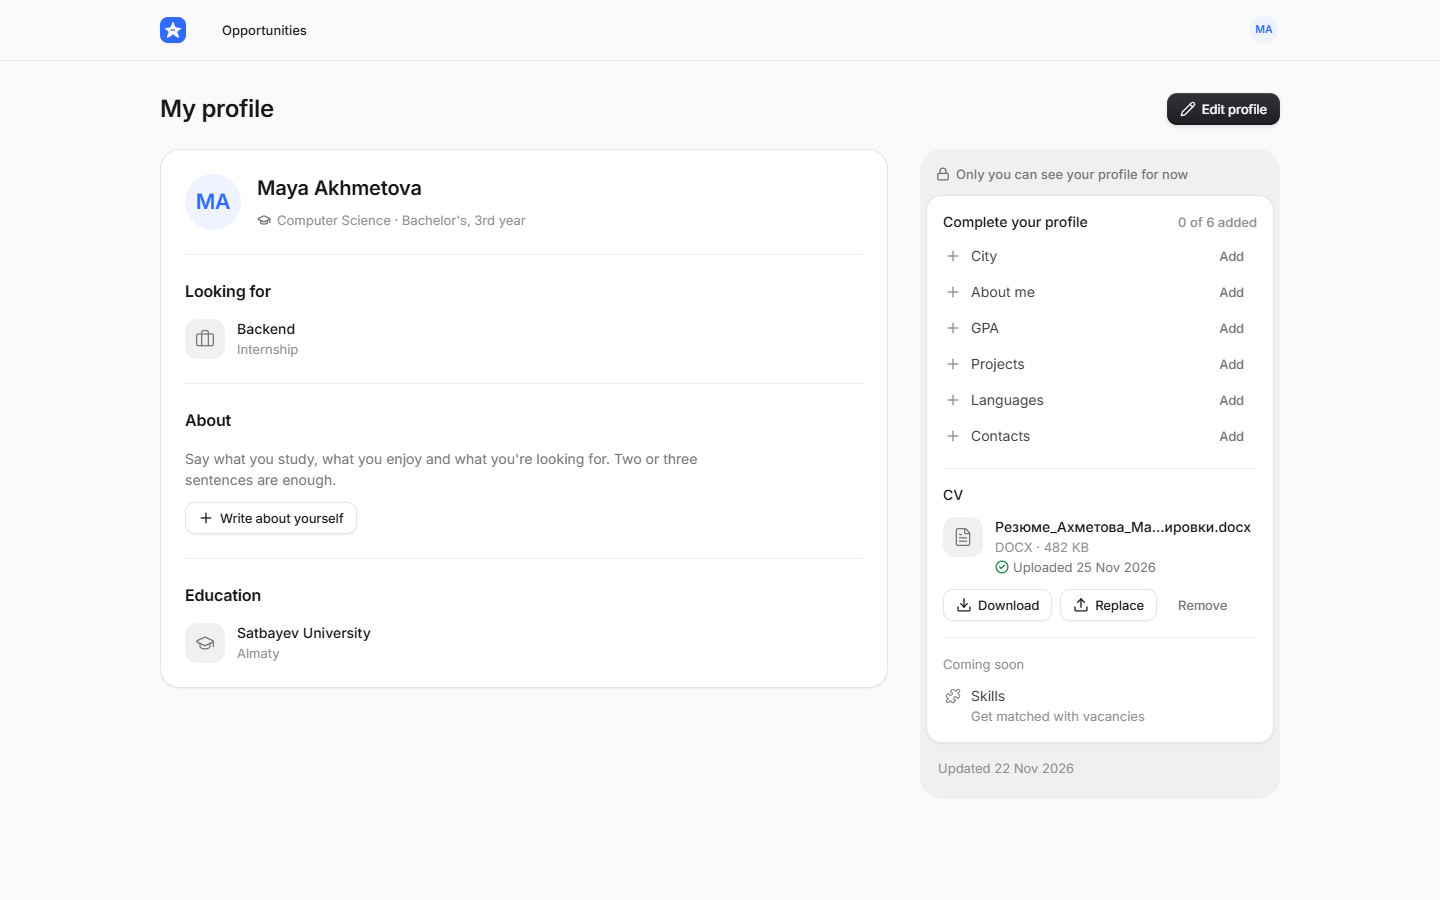 Opportunities
MA
My profile
Edit profile
MA
Maya Akhmetova
Computer Science · Bachelor's, 3rd year
Looking for
Backend
Internship
About
Say what you study, what you enjoy and what you're looking for. Two or three
sentences are enough.
Write about yourself
Education
Satbayev University
Almaty
Only you can see your profile for now
Complete your profile
0 of 6 added
City
Add
About me
Add
GPA
Add
Projects
Add
Languages
Add
Contacts
Add
CV
Резюме_Ахметова_Ма...ировки.docx
DOCX · 482 KB
Uploaded 25 Nov 2026
Download
Replace
Remove
Coming soon
Skills
Get matched with vacancies
Updated 22 Nov 2026